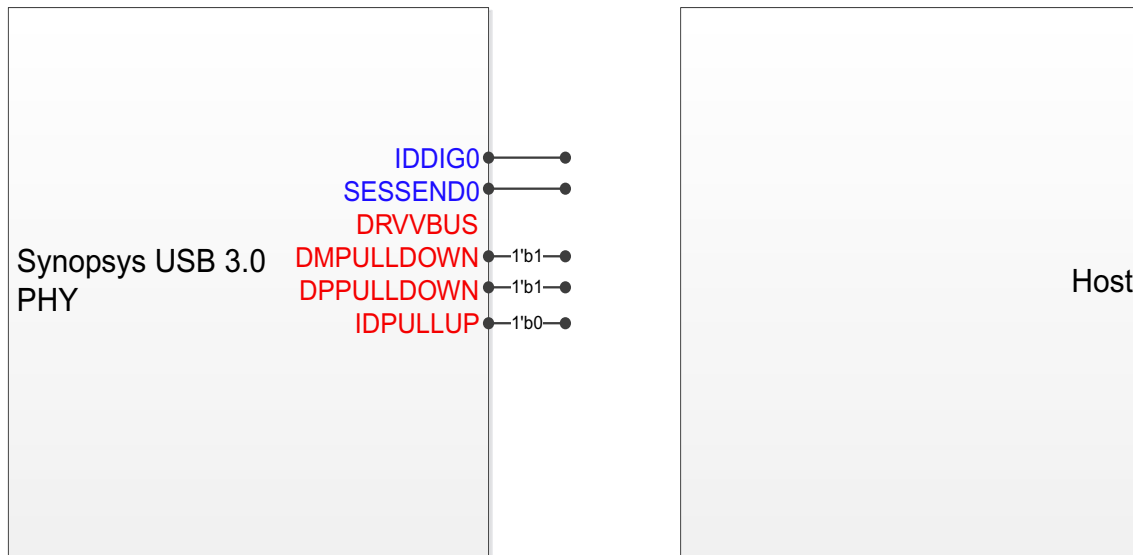 IDDIG0
SESSEND0
DRVVBUS
Synopsys USB 3.0
PHY
DMPULLDOWN 1'b1
DPPULLDOWN 1'b1
IDPULLUP 1'b0
Host